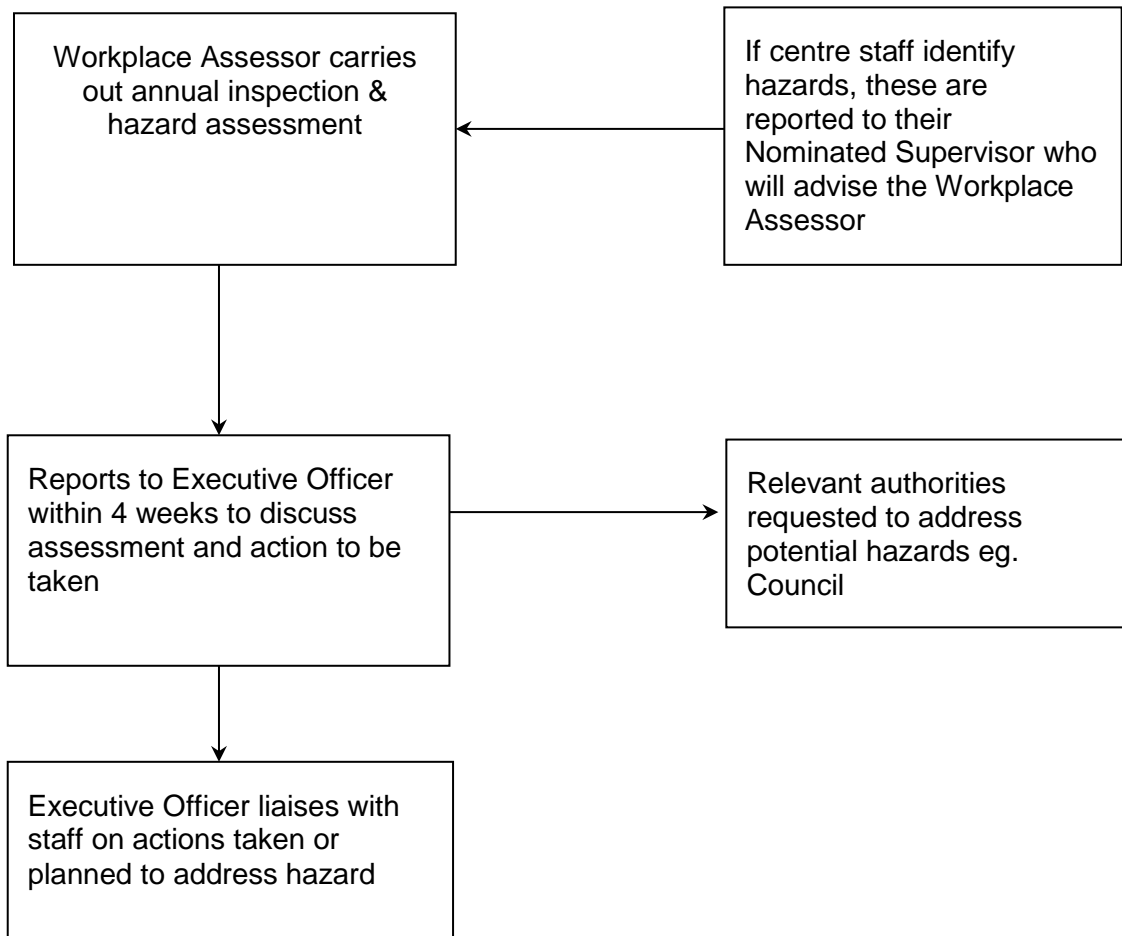 Workplace Assessor carries
out annual inspection &
hazard assessment
If centre staff identify
hazards, these are
reported to their
Nominated Supervisor who
will advise the Workplace
Assessor
Reports to Executive Officer
within 4 weeks to discuss
assessment and action to be
taken
Relevant authorities
requested to address
potential hazards eg.
Council
Executive Officer liaises with
staff on actions taken or
planned to address hazard